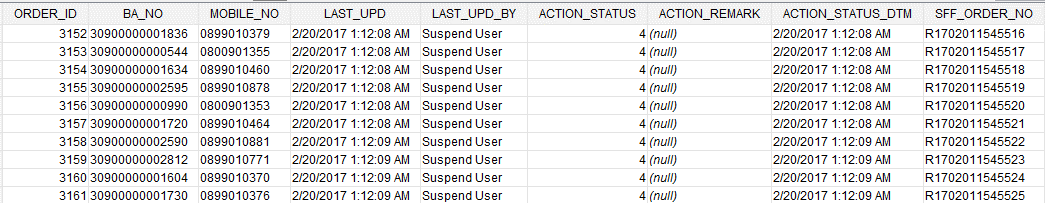 ORDER_ID BA_NO MOBILE_NO LAST_UPD LAST_UPD_BY ACTION_STATUS ACTION_REMARK ACTION_STATUS_DTM SFF_ORDER_NO
3152 30900000001836 0899010379 2/20/2017 1:12:08 AM Suspend User 4 (null) 2/20/2017 1:12:08 AM R1702011545516
3153 30900000000544 0800901355 2/20/2017 1:12:08 AM Suspend User 4 (null) 2/20/2017 1:12:08 AM R1702011545517
3154 30900000001634 0899010460 2/20/2017 1:12:08 AM Suspend User 4 (null) 2/20/2017 1:12:08 AM R1702011545518
3155 30900000002595 0899010878 2/20/2017 1:12:08 AM Suspend User 4 (null) 2/20/2017 1:12:08 AM R1702011545519
3156 30900000000990 0800901353 2/20/2017 1:12:08 AM Suspend User 4 (null) 2/20/2017 1:12:08 AM R1702011545520
3157 30900000001720 0899010464 2/20/2017 1:12:08 AM Suspend User 4 (null) 2/20/2017 1:12:08 AM R1702011545521
3158 30900000002590 0899010881 2/20/2017 1:12:09 AM Suspend User 4 (null) 2/20/2017 1:12:09 AM R1702011545522
3159 30900000002812 0899010771 2/20/2017 1:12:09 AM Suspend User 4 (null) 2/20/2017 1:12:09 AM R1702011545523
3160 30900000001604 0899010370 2/20/2017 1:12:09 AM Suspend User 4 (null) 2/20/2017 1:12:09 AM R1702011545524
3161 30900000001730 0899010376 2/20/2017 1:12:09 AM Suspend User 4 (null) 2/20/2017 1:12:09 AM R1702011545525